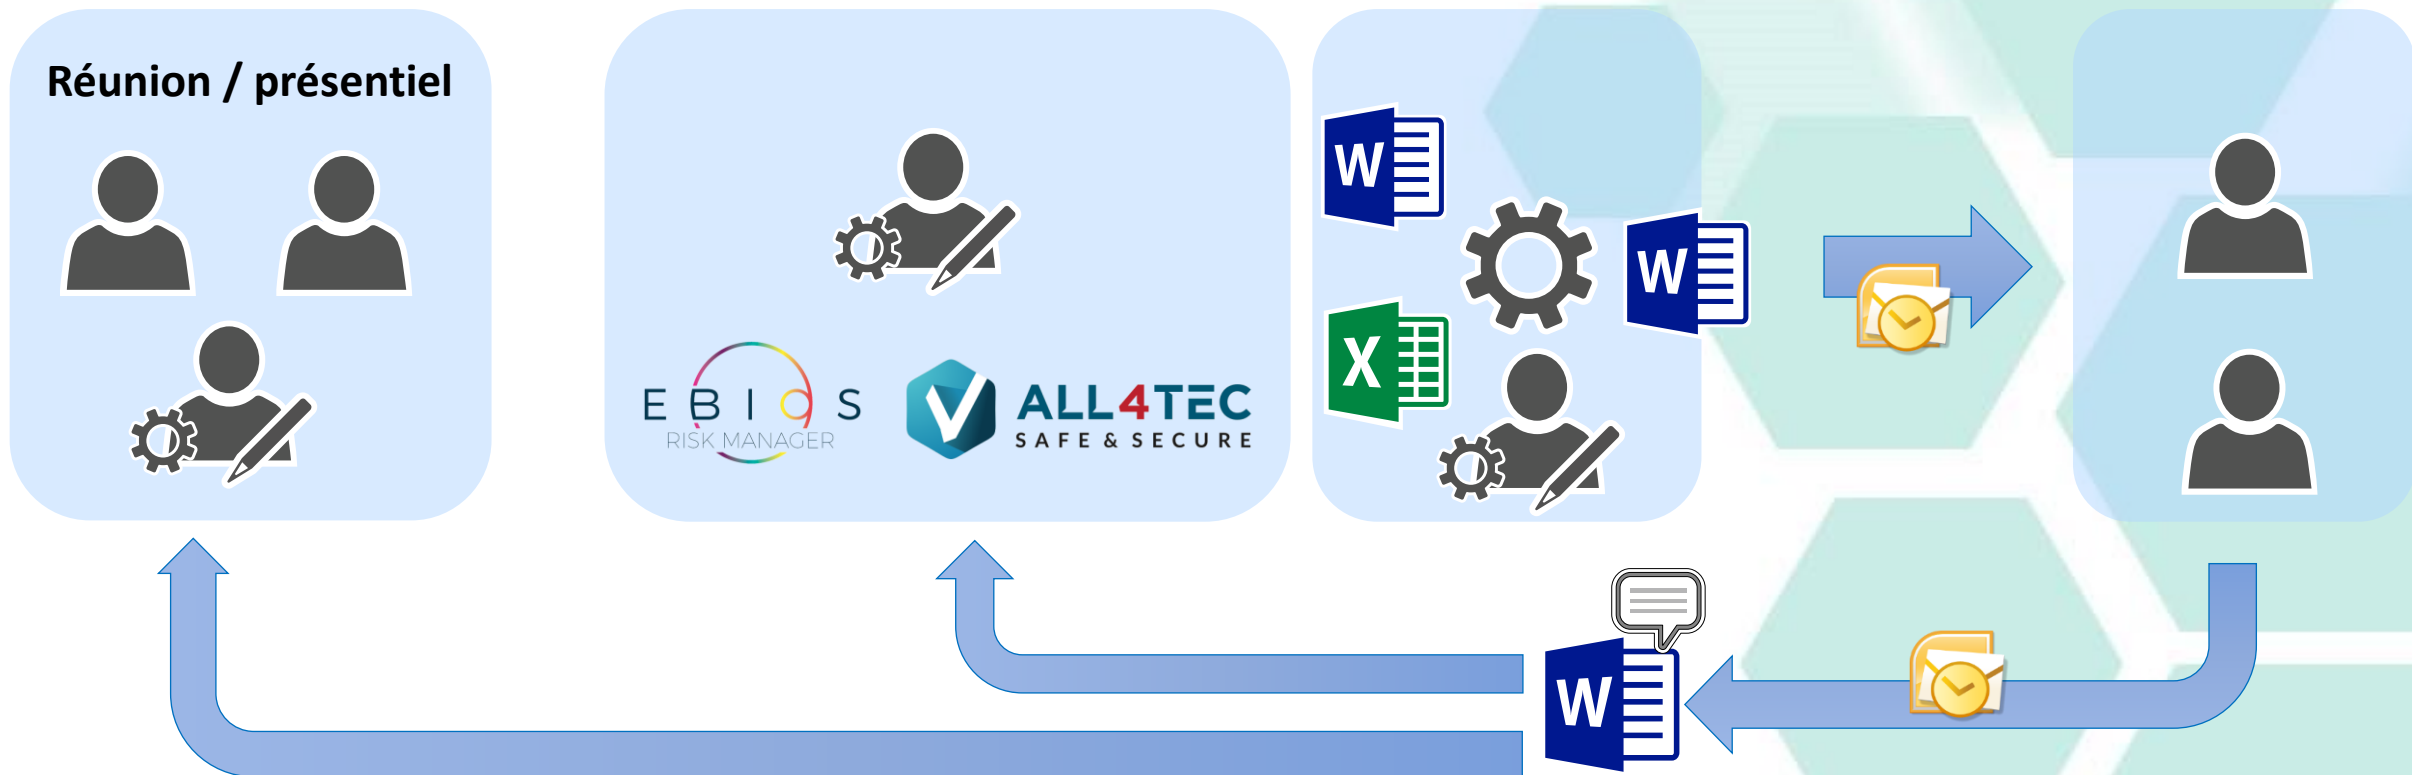 Réunion / présentiel
W
W
X
EBIOS
RISK MANAGER
ALL4TEC
SAFE & SECURE
W